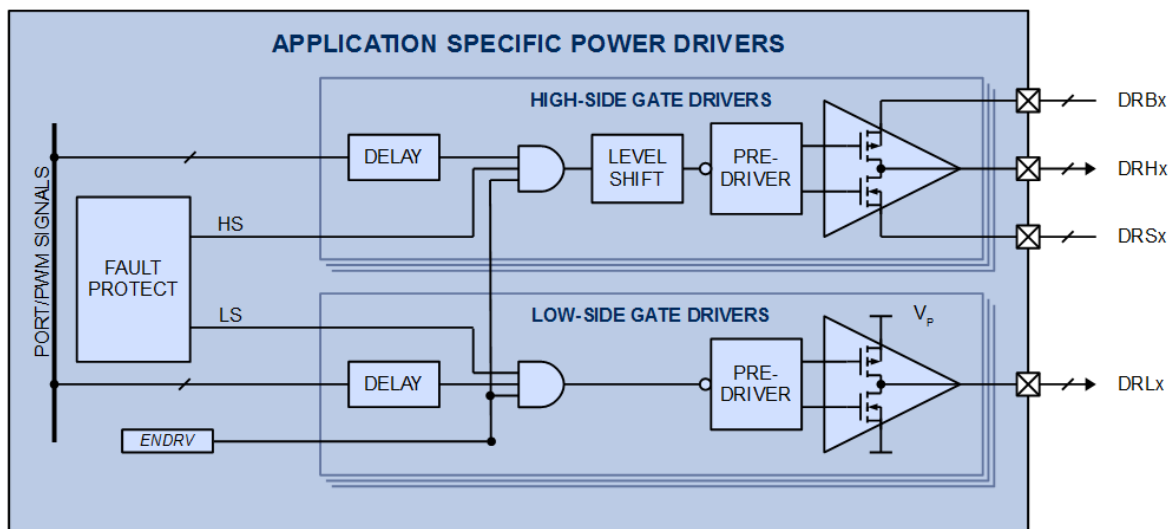 APPLICATION SPECIFIC POWER DRIVERS
HIGH-SIDE GATE DRIVERS
DRBx
DELAY
LEVEL
SHIFT
PRE-
DRIVER
DRHx
PORT/PWM SIGNALS
HS
DRSx
FAULT
PROTECT
LS
LOW-SIDE GATE DRIVERS
VP
DELAY
PRE-
DRIVER
DRLx
ENDRV